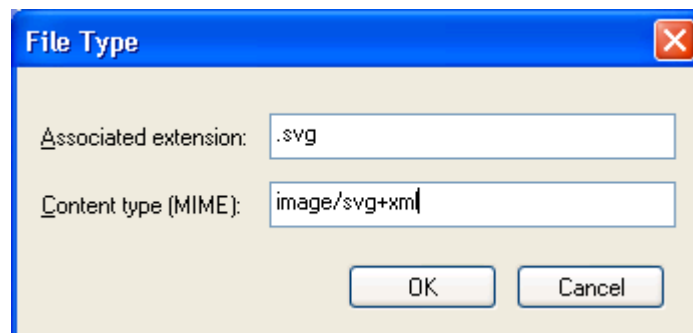 File Type
Associated extension: .svg
Content type (MIME): image/svg+xml
OK Cancel